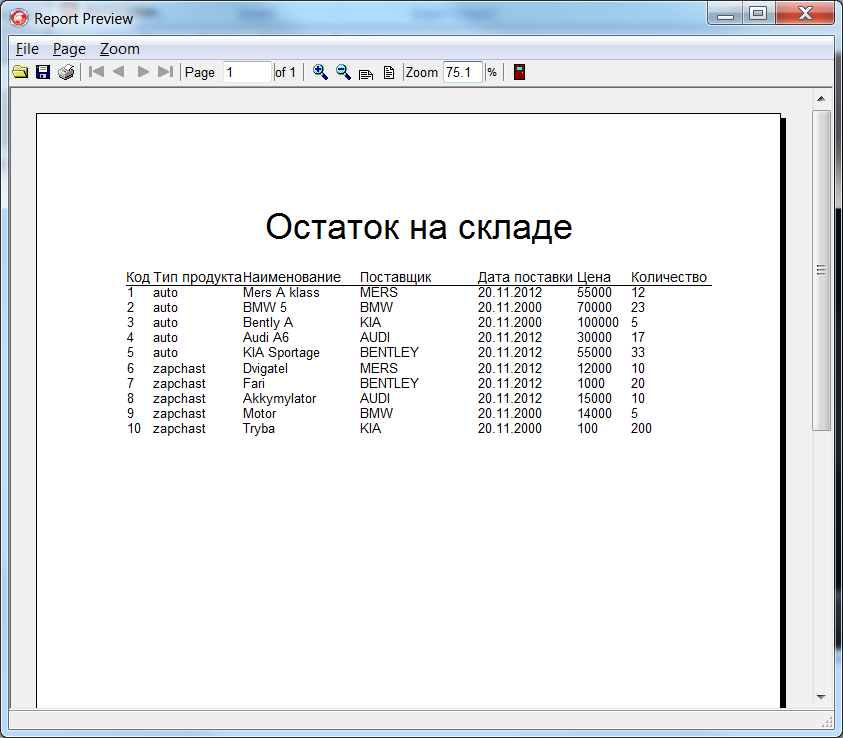 Report Preview
File Page Zoom
Page 1 of 1 Zoom 75.1 %
Остаток на складе
Код Тип продукта Наименование Поставщик Дата поставки Цена Количество
1 auto Mers A klass MERS 20.11.2012 55000 12
2 auto BMW 5 BMW 20.11.2000 70000 23
3 auto Bently A KIA 20.11.2000 100000 5
4 auto Audi A6 AUDI 20.11.2012 30000 17
5 auto KIA Sportage BENTLEY 20.11.2012 55000 33
6 zapchast Dvigatel MERS 20.11.2012 12000 10
7 zapchast Fari BENTLEY 20.11.2012 1000 20
8 zapchast Akkymylator AUDI 20.11.2012 15000 10
9 zapchast Motor BMW 20.11.2000 14000 5
10 zapchast Tryba KIA 20.11.2000 100 200